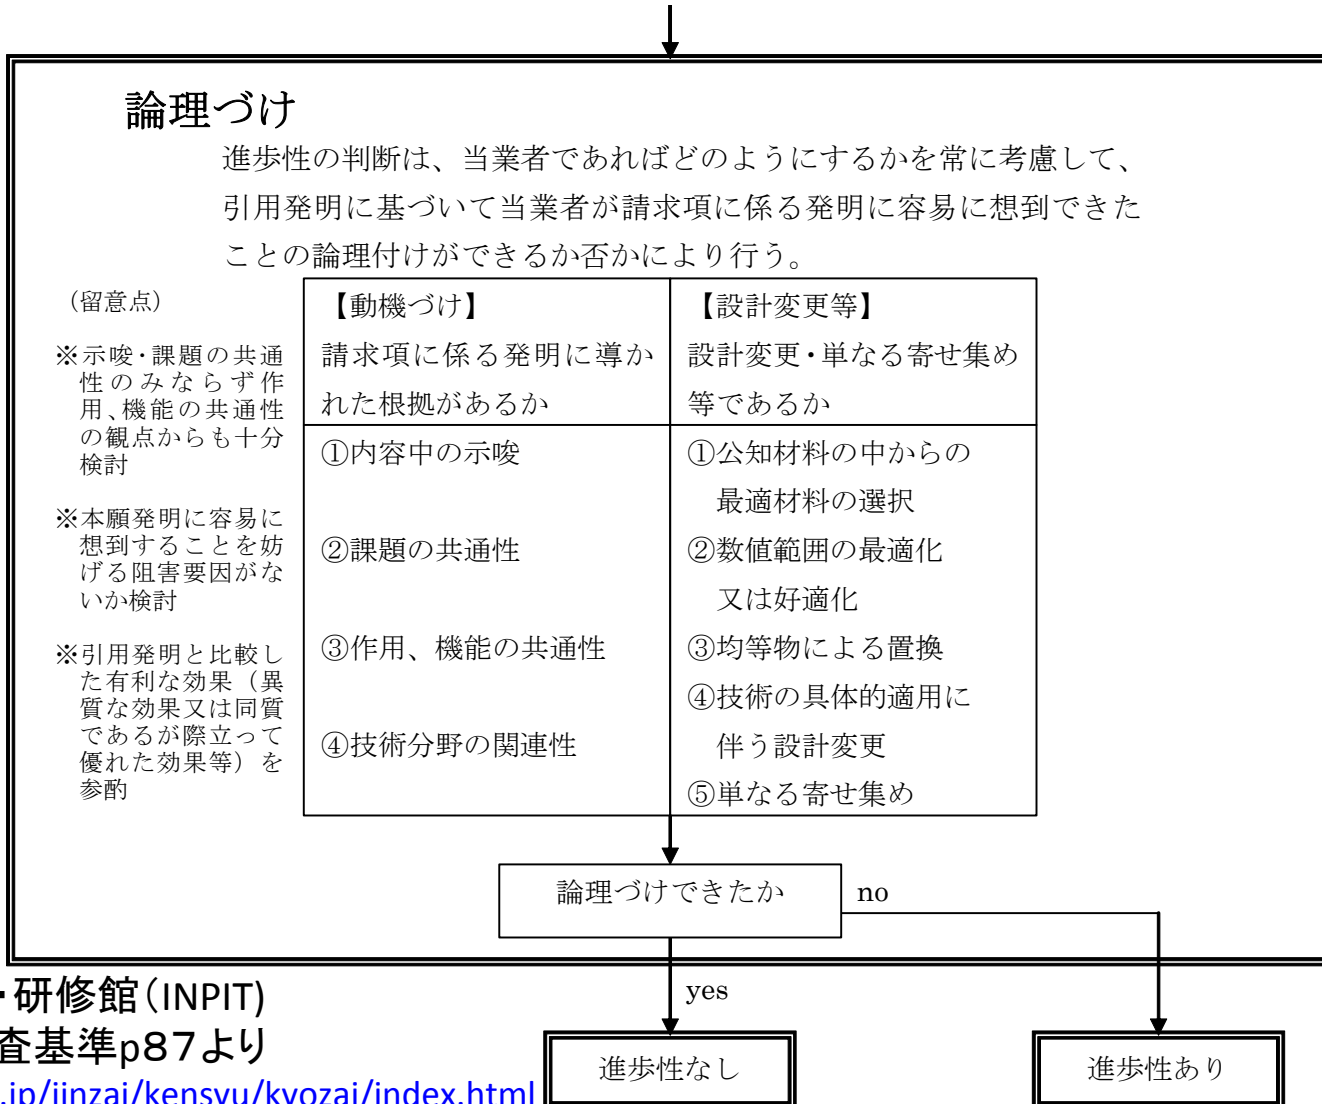 論理づけ
進歩性の判断は、当業者であればどのようにするかを常に考慮して、
引用発明に基づいて当業者が請求項に係る発明に容易に想到できた
ことの論理付けができるか否かにより行う。
（留意点）
※示唆・課題の共通
性のみならず作
用、機能の共通性
の観点からも十分
検討
※本願発明に容易に
想到することを妨
げる阻害要因がな
いか検討
※引用発明と比較し
た有利な効果（異
質な効果又は同質
であるが際立って
優れた効果等）を
参酌
【動機づけ】
請求項に係る発明に導か
れた根拠があるか
①内容中の示唆
②課題の共通性
③作用、機能の共通性
④技術分野の関連性
【設計変更等】
設計変更・単なる寄せ集め
等であるか
①公知材料の中からの
最適材料の選択
②数値範囲の最適化
又は好適化
③均等物による置換
④技術の具体的適用に
伴う設計変更
⑤単なる寄せ集め
論理づけできたか
no
yes
進歩性なし
進歩性あり
・研修館（INPIT)
査基準p８７より
.jp/jinzai/kensyu/kyozai/index.html